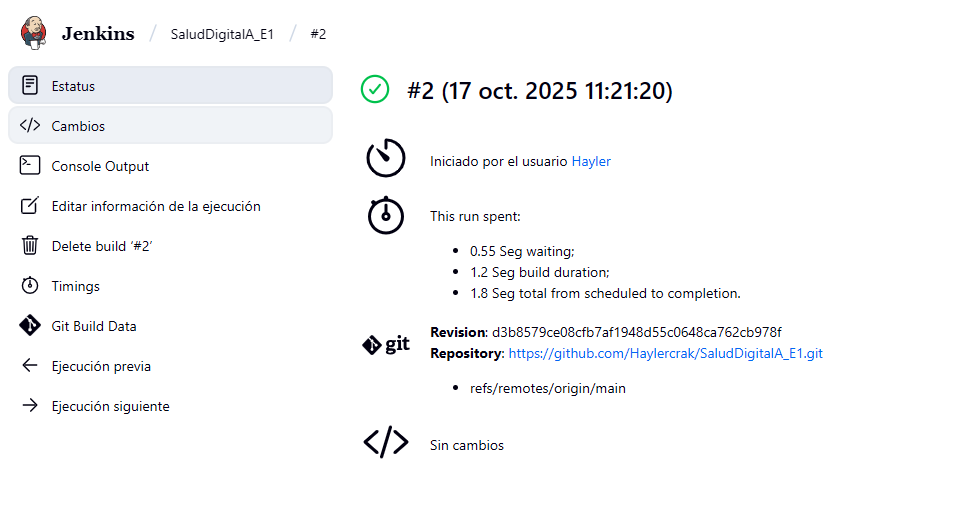 Jenkins / SaludDigitalA_E1 / #2
Estatus
Cambios
Console Output
Editar información de la ejecución
Delete build ‘#2’
Timings
Git Build Data
Ejecución previa
Ejecución siguiente
#2 (17 oct. 2025 11:21:20)
Iniciado por el usuario Hayler
This run spent:
0.55 Seg waiting;
1.2 Seg build duration;
1.8 Seg total from scheduled to completion.
git
Revision: d3b8579ce08cfb7af1948d55c0648ca762cb978f
Repository: https://github.com/Haylercrak/SaludDigitalA_E1.git
refs/remotes/origin/main
Sin cambios